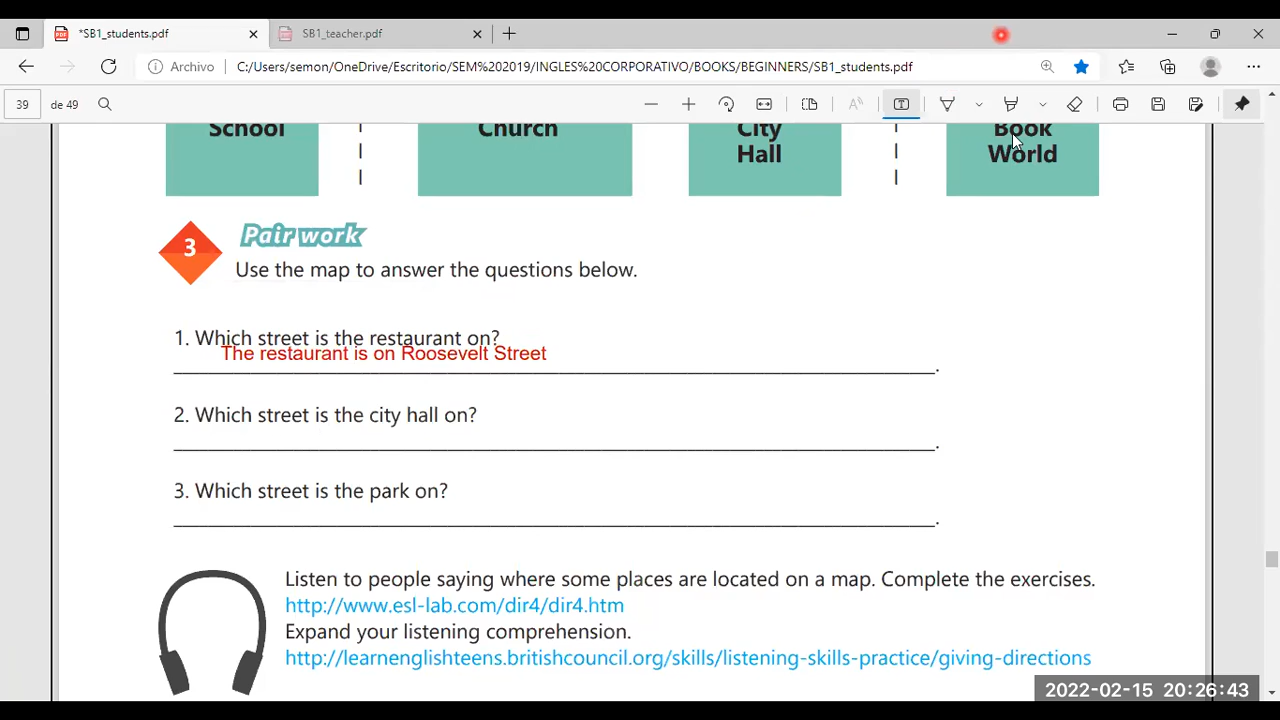 *SB1_students.pdf
SB1_teacher.pdf
Archivo
C:/Users/semon/OneDrive/Escritorio/SEM%202019/INGLES%20CORPORATIVO/BOOKS/BEGINNERS/SB1_students.pdf
39 de 49
School
Church
City
Hall
Book
World
3
Pair work
Use the map to answer the questions below.
1. Which street is the restaurant on?
The restaurant is on Roosevelt Street
2. Which street is the city hall on?
3. Which street is the park on?
Listen to people saying where some places are located on a map. Complete the exercises.
http://www.esl-lab.com/dir4/dir4.htm
Expand your listening comprehension.
http://learnenglishteens.britishcouncil.org/skills/listening-skills-practice/giving-directions
2022-02-15 20:26:43